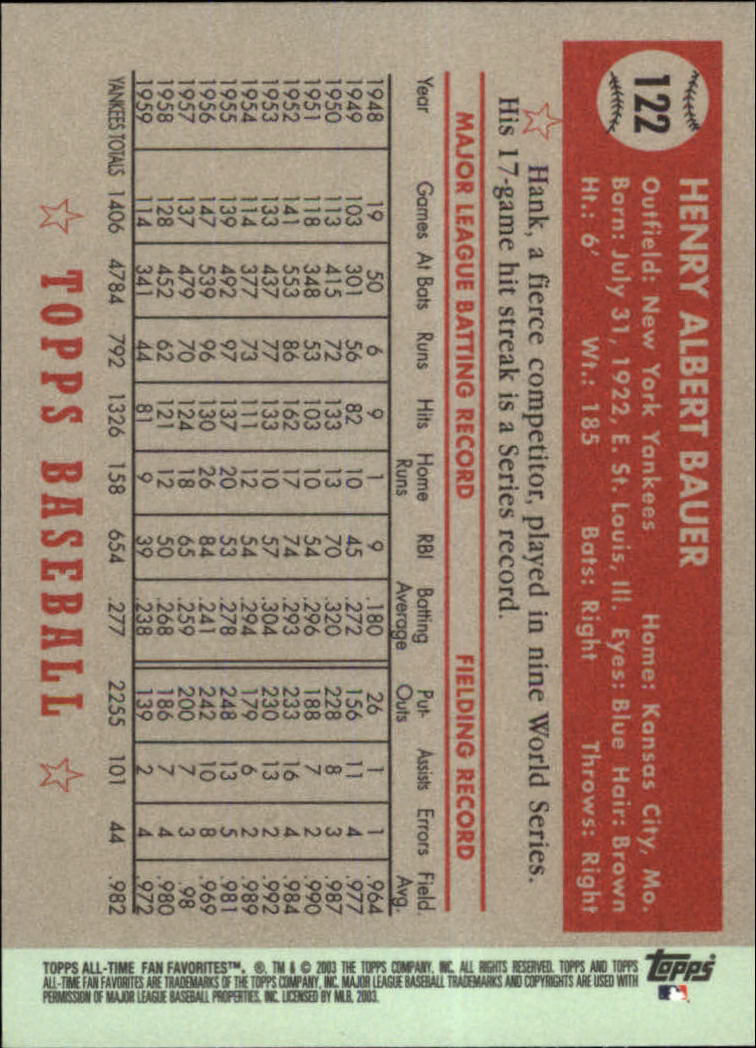 122
HENRY ALBERT BAUER
Outfield: New York Yankees Home: Kansas City, Mo.
Born: July 31, 1922, E. St. Louis, Ill. Eyes: Blue Hair: Brown
Ht.: 6' Wt.: 185 Bats: Right Throws: Right
Hank, a fierce competitor, played in nine World Series.
His 17-game hit streak is a Series record.
MAJOR LEAGUE BATTING RECORD FIELDING RECORD
Year Games At Bats Runs Hits Home Runs RBI Batting Average Put-Outs Assists Errors Field. Avg.
1948 19 50 6 9 1 9 .180 26 1 1 .964
1949 103 301 56 82 10 45 .272 156 11 4 .977
1950 113 415 72 133 13 70 .320 228 8 3 .987
1951 118 348 53 103 10 54 .296 188 7 2 .990
1952 141 553 86 162 17 74 .293 233 16 4 .984
1953 133 437 77 133 10 57 .304 230 13 2 .992
1954 114 377 73 111 12 54 .294 179 6 2 .989
1955 139 492 97 137 20 53 .278 248 13 5 .981
1956 147 539 96 130 26 84 .241 242 10 8 .969
1957 137 479 70 124 18 65 .259 200 7 3 .98
1958 128 452 62 121 12 50 .268 186 7 4 .980
1959 114 341 44 81 9 39 .238 139 2 4 .972
YANKEES TOTALS 1406 4784 792 1326 158 654 .277 2255 101 44 .982
TOPPS BASEBALL
TOPPS ALL-TIME FAN FAVORITES™, ®, TM & © 2003 THE TOPPS COMPANY, INC. ALL RIGHTS RESERVED. TOPPS AND TOPPS
ALL-TIME FAN FAVORITES ARE TRADEMARKS OF THE TOPPS COMPANY, INC. MAJOR LEAGUE BASEBALL TRADEMARKS AND COPYRIGHTS ARE USED WITH
PERMISSION OF MAJOR LEAGUE BASEBALL PROPERTIES, INC. LICENSED BY MLB, 2003.
topps